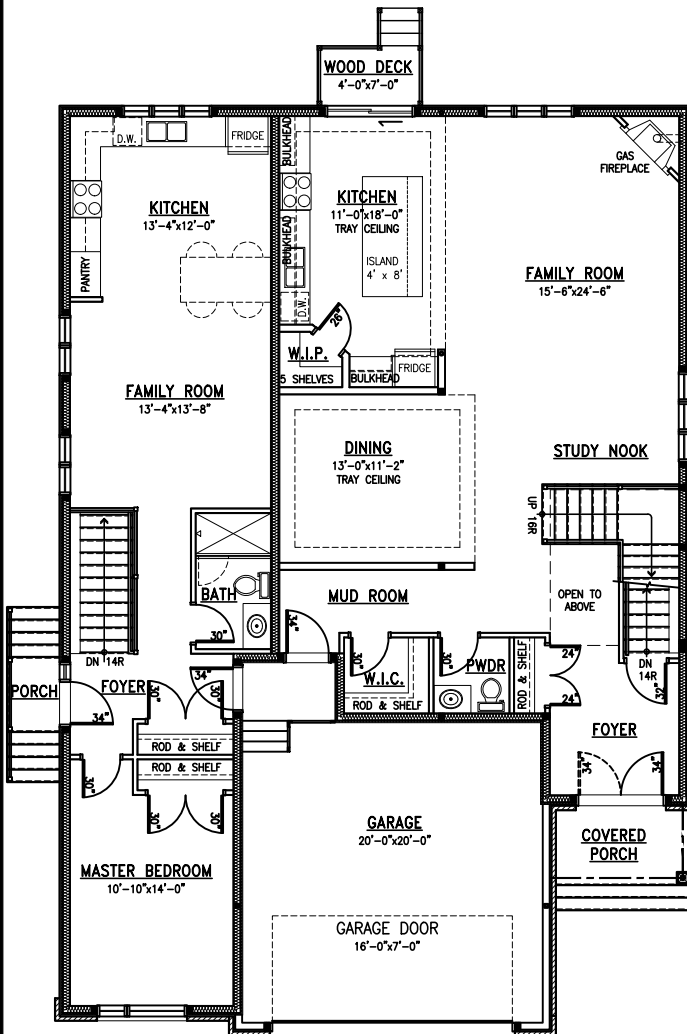 WOOD DECK
4'-0"x7'-0"
D.W.
FRIDGE
BULKHEAD
GAS
FIREPLACE
KITCHEN
13'-4"x12'-0"
KITCHEN
11'-0"x18'-0"
TRAY CEILING
BULKHEAD
ISLAND
4' x 8'
PANTRY
FAMILY ROOM
15'-6"x24'-6"
D.W.
26"
W.I.P.
5 SHELVES
BULKHEAD
FRIDGE
FAMILY ROOM
13'-4"x13'-8"
DINING
13'-0"x11'-2"
TRAY CEILING
STUDY NOOK
UP 16R
BATH
30"
MUD ROOM
OPEN TO
ABOVE
34"
DN 14R
30"
W.I.C.
ROD & SHELF
30"
PWDR
ROD & SHELF
24"
24"
DN
14R
32"
PORCH
FOYER
34"
30"
30"
34"
ROD & SHELF
ROD & SHELF
30"
30"
30"
FOYER
34"
34"
GARAGE
20'-0"x20'-0"
COVERED
PORCH
MASTER BEDROOM
10'-10"x14'-0"
GARAGE DOOR
16'-0"x7'-0"